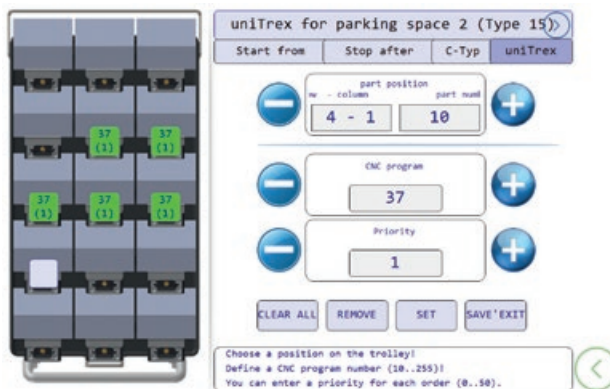 uniTrex for parking space 2 (Type 15)
Start from Stop after C-Typ uniTrex
part position
- column part numl
4 - 1 10
37 37
(1) (1)
CNC program
37 37 37
(1) (1) (1)
37
Priority
1
CLEAR ALL REMOVE SET SAVE'EXIT
Choose a position on the trolley!
Define a CNC program number (10..255)!
You can enter a priority for each order (0..50).